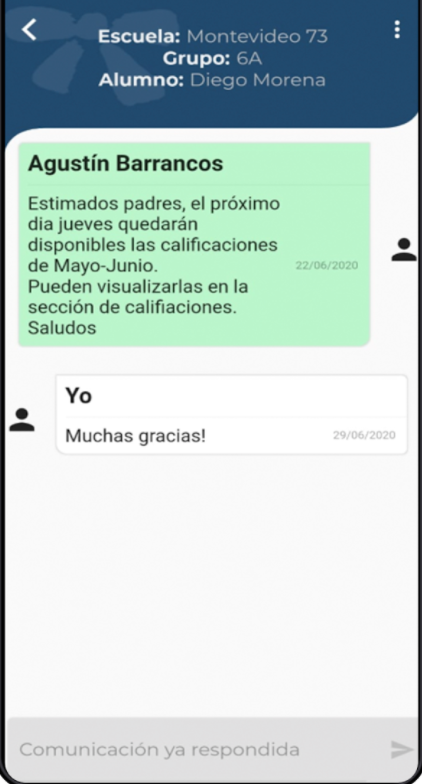 Escuela: Montevideo 73
Grupo: 6A
Alumno: Diego Morena
Agustín Barrancos
Estimados padres, el próximo
dia jueves quedarán
disponibles las calificaciones
de Mayo-Junio.
22/06/2020
Pueden visualizarlas en la
sección de califiaciones.
Saludos
Yo
Muchas gracias!
29/06/2020
Comunicación ya respondida